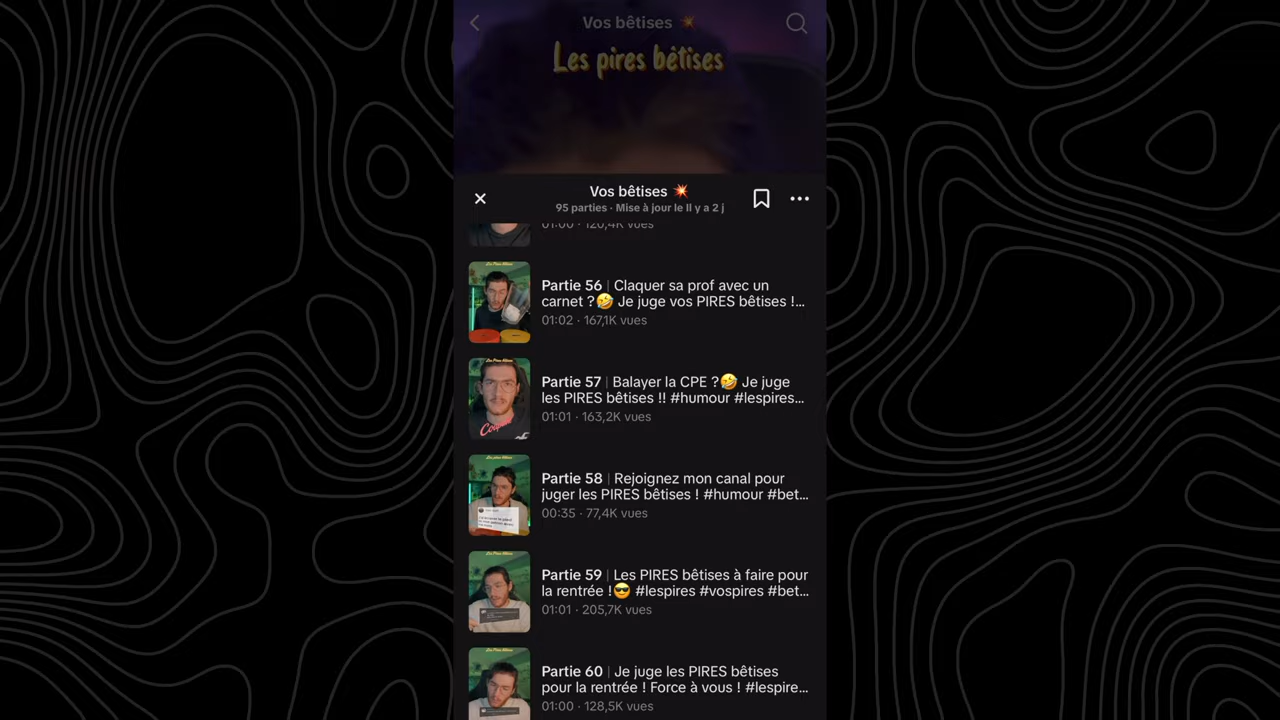 Vos bêtises 💥
Les pires bêtises
Vos bêtises 💥
95 parties · Mise à jour le Il y a 2 j
01:00 · 120,4K vues
Partie 56 | Claquer sa prof avec un
carnet ?🤣 Je juge vos PIRES bêtises !...
01:02 · 167,1K vues
Partie 57 | Balayer la CPE ?🤣 Je juge
les PIRES bêtises !! #humour #lespires...
01:01 · 163,2K vues
Partie 58 | Rejoignez mon canal pour
juger les PIRES bêtises ! #humour #bet...
00:35 · 77,4K vues
Partie 59 | Les PIRES bêtises à faire pour
la rentrée !😎 #lespires #vospires #bet...
01:01 · 205,7K vues
Partie 60 | Je juge les PIRES bêtises
pour la rentrée ! Force à vous ! #lespire...
01:00 · 128,5K vues